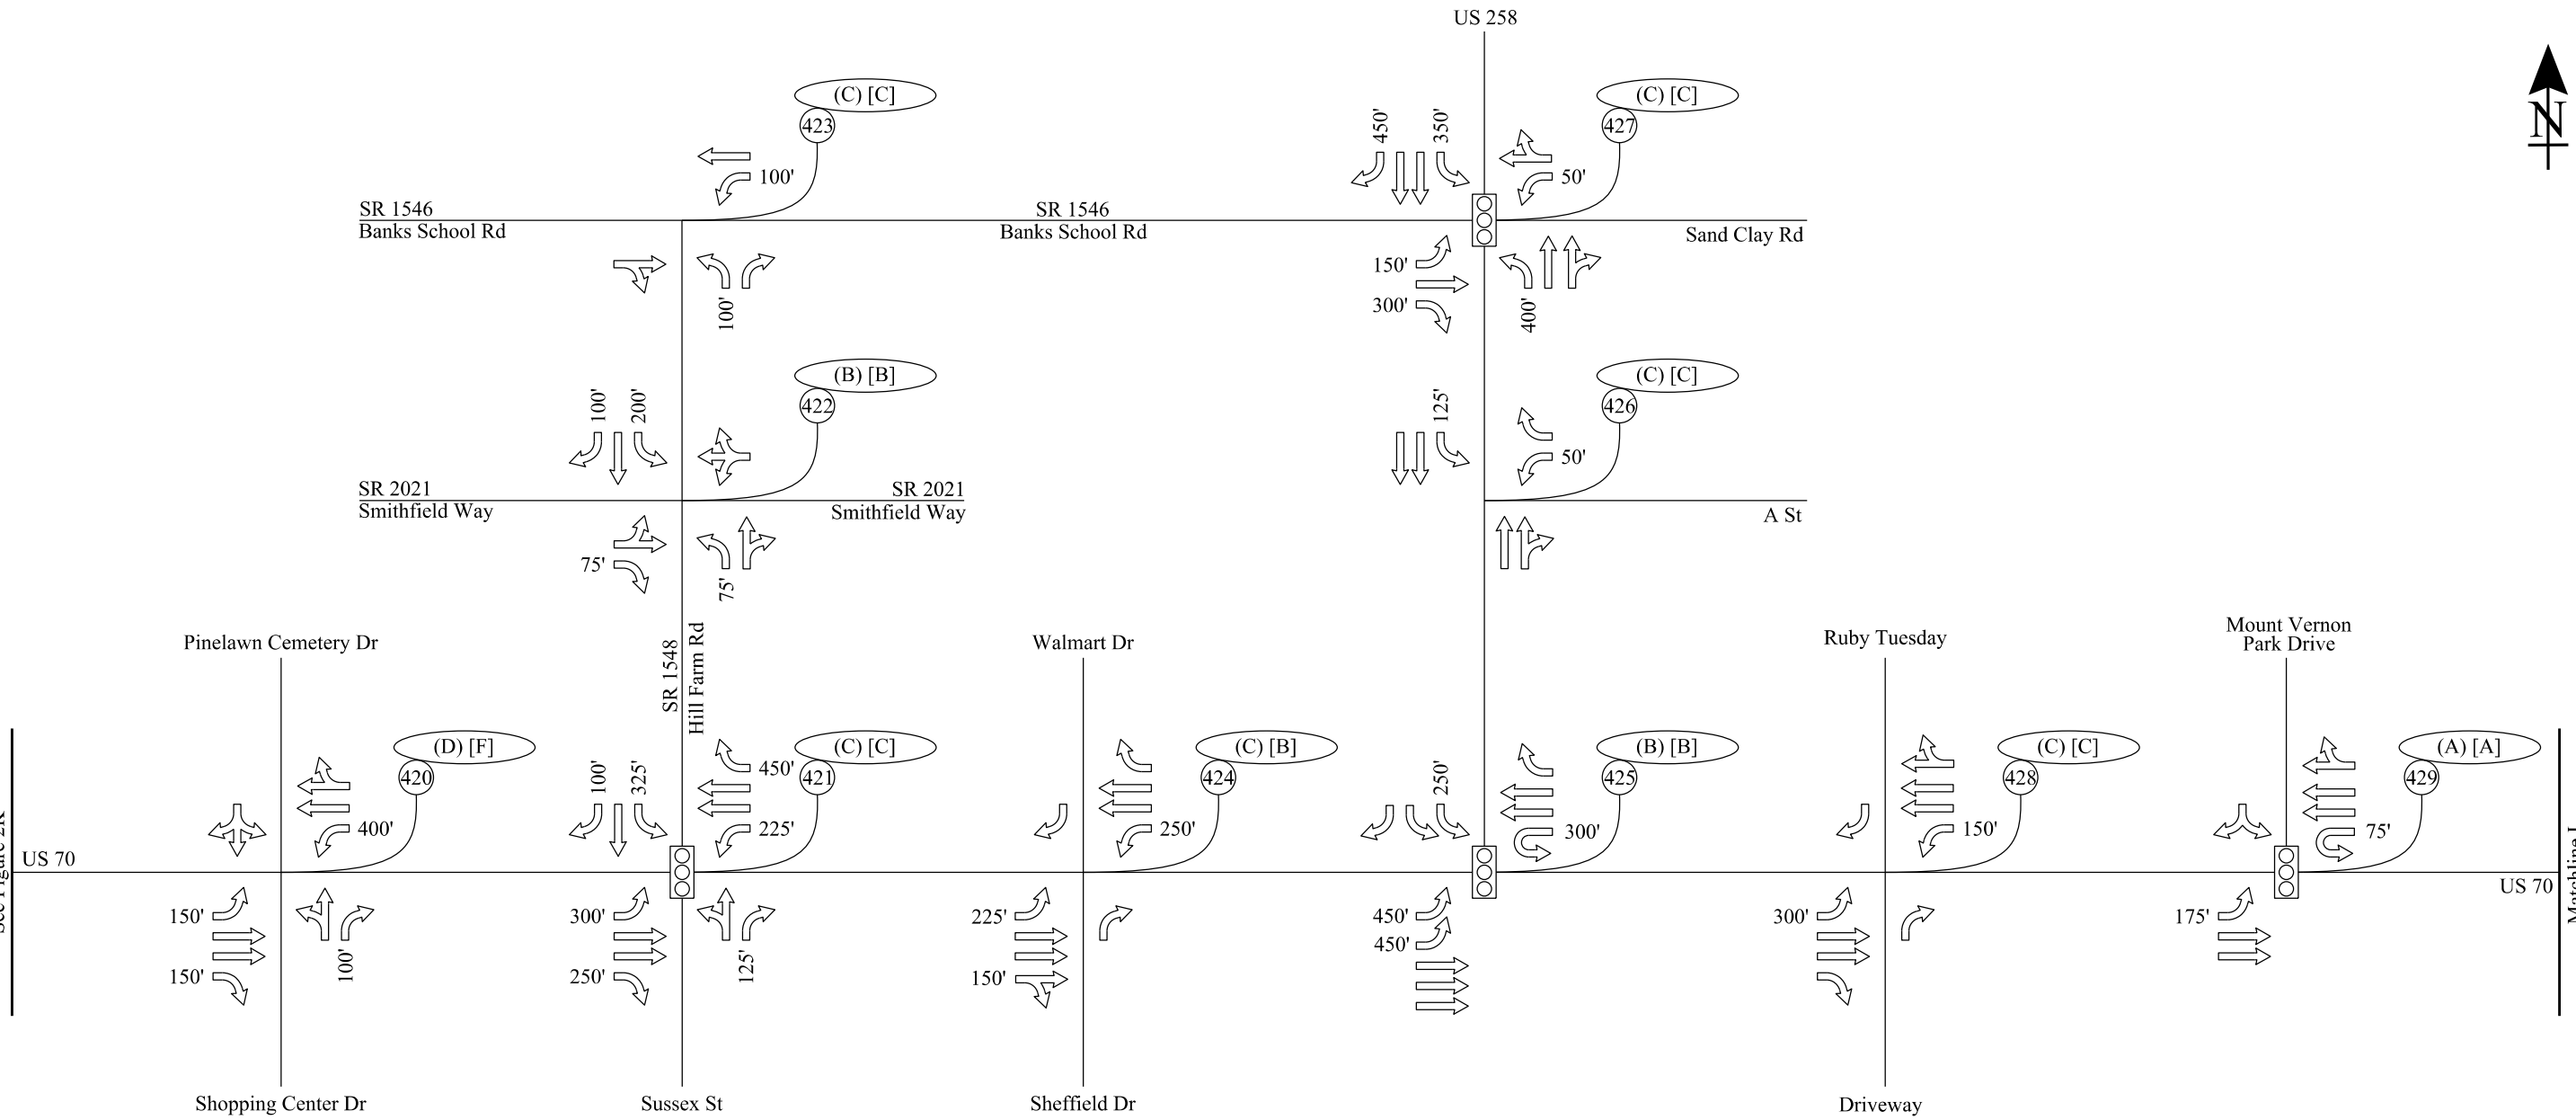 US 258
N
(C) [C]
423
100'
SR 1546
Banks School Rd
100'
SR 1546
Banks School Rd
450'
350'
(C) [C]
427
50'
Sand Clay Rd
150'
300'
400'
100'
200'
(B) [B]
422
SR 2021
Smithfield Way
SR 2021
Smithfield Way
75'
75'
125'
(C) [C]
426
50'
A St
Pinelawn Cemetery Dr
SR 1548
Hill Farm Rd
Walmart Dr
Ruby Tuesday
Mount Vernon
Park Drive
(D) [F]
420
400'
US 70
150'
150'
100'
Shopping Center Dr
100'
325'
(C) [C]
421
450'
225'
300'
250'
125'
Sussex St
(C) [B]
424
250'
225'
150'
Sheffield Dr
250'
(B) [B]
425
300'
450'
450'
(C) [C]
428
150'
300'
Driveway
(A) [A]
429
75'
175'
US 70